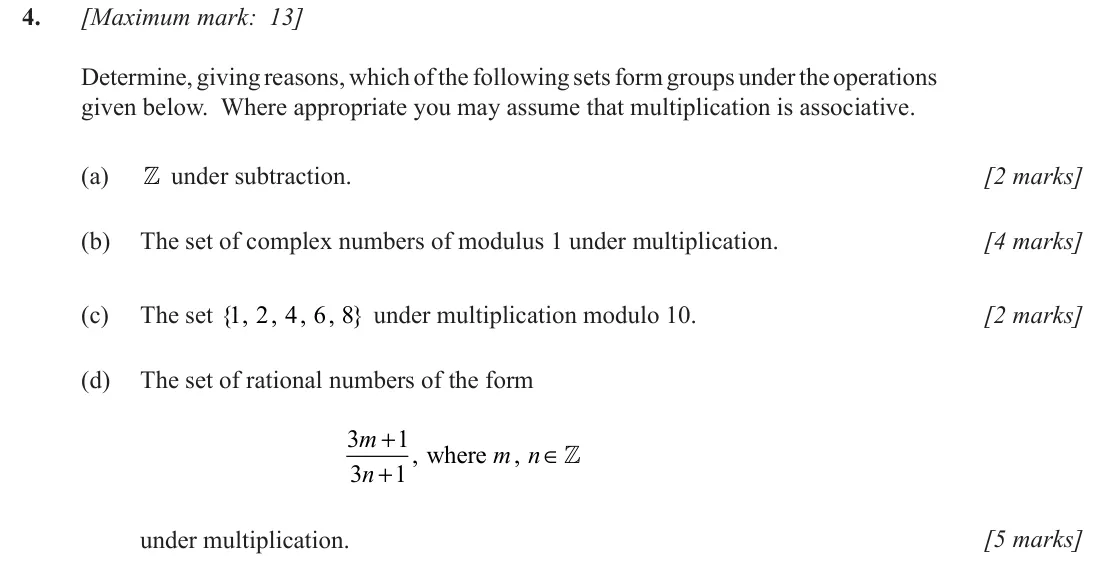 4. [Maximum mark: 13]
Determine, giving reasons, which of the following sets form groups under the operations
given below. Where appropriate you may assume that multiplication is associative.
(a) ℤ under subtraction. [2 marks]
(b) The set of complex numbers of modulus 1 under multiplication. [4 marks]
(c) The set {1, 2, 4, 6, 8} under multiplication modulo 10. [2 marks]
(d) The set of rational numbers of the form
3m+1
3n+1, where m, n∈ ℤ
under multiplication. [5 marks]